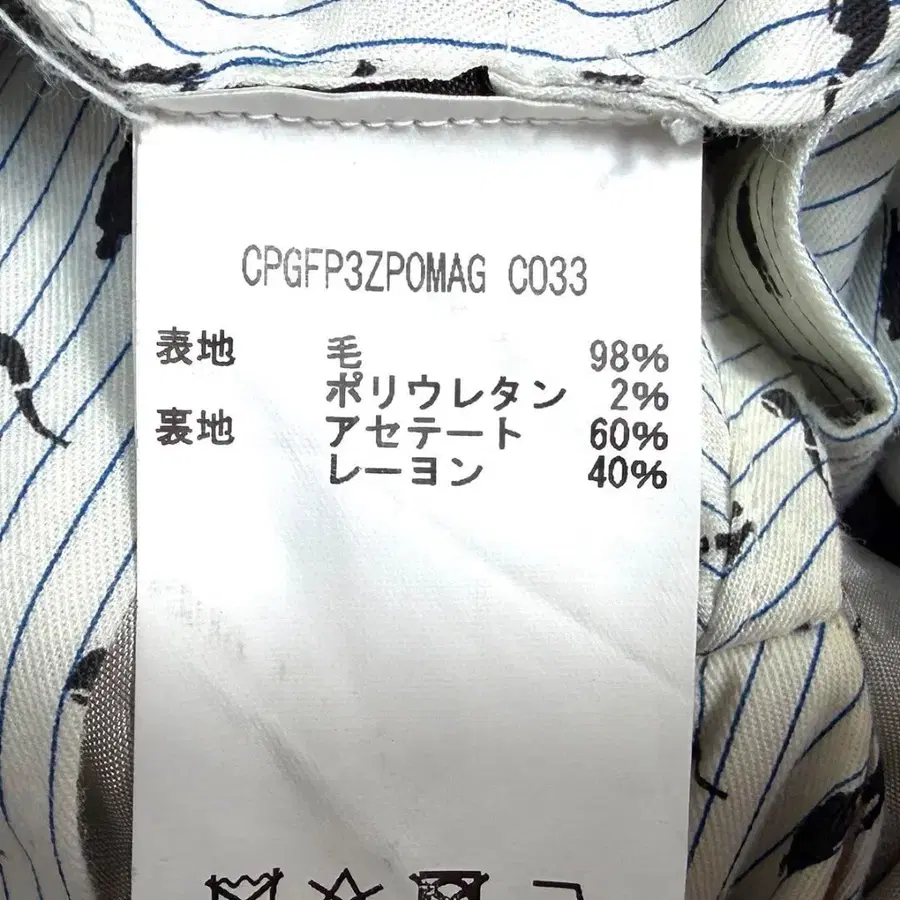 CPGFP3ZPOMAG C033
表地 毛 98%
ポリウレタン 2%
裏地 アセテート 60%
レーヨン 40%